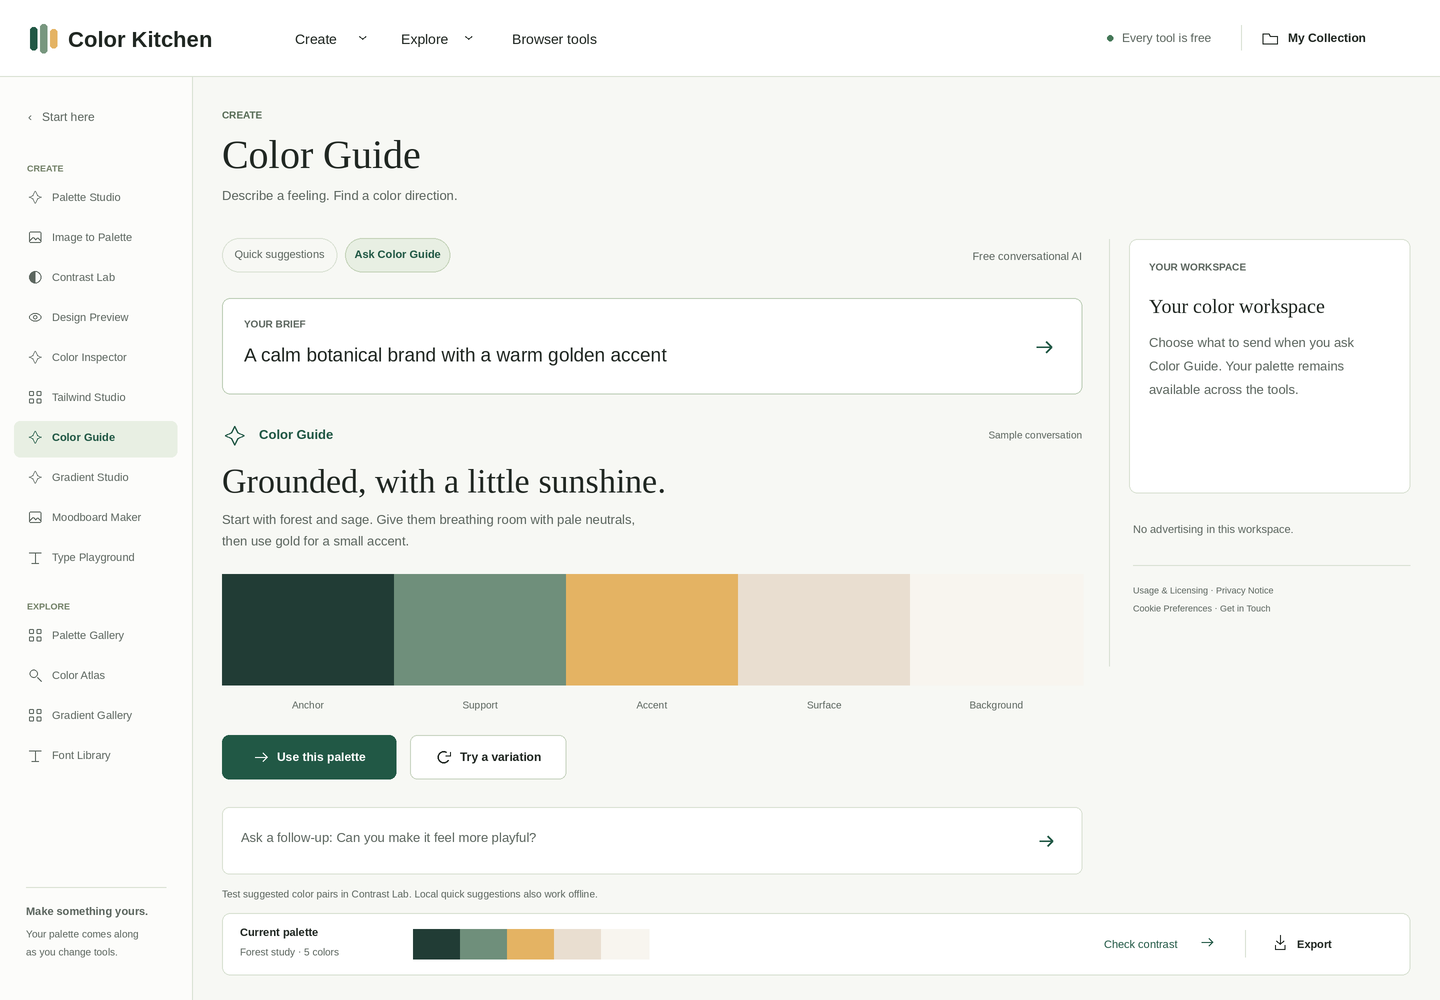 Color Kitchen
Create
Explore
Browser tools
Every tool is free
My Collection
Start here
CREATE
Palette Studio
Image to Palette
Contrast Lab
Design Preview
Color Inspector
Tailwind Studio
Color Guide
Gradient Studio
Moodboard Maker
Type Playground
EXPLORE
Palette Gallery
Color Atlas
Gradient Gallery
Font Library
Make something yours.
Your palette comes along
as you change tools.
CREATE
Color Guide
Describe a feeling. Find a color direction.
Quick suggestions
Ask Color Guide
Free conversational AI
YOUR BRIEF
A calm botanical brand with a warm golden accent
Color Guide
Sample conversation
Grounded, with a little sunshine.
Start with forest and sage. Give them breathing room with pale neutrals,
then use gold for a small accent.
Anchor
Support
Accent
Surface
Background
Use this palette
Try a variation
Ask a follow-up: Can you make it feel more playful?
Test suggested color pairs in Contrast Lab. Local quick suggestions also work offline.
YOUR WORKSPACE
Your color workspace
Choose what to send when you ask
Color Guide. Your palette remains
available across the tools.
No advertising in this workspace.
Usage & Licensing · Privacy Notice
Cookie Preferences · Get in Touch
Current palette
Forest study · 5 colors
Check contrast
Export